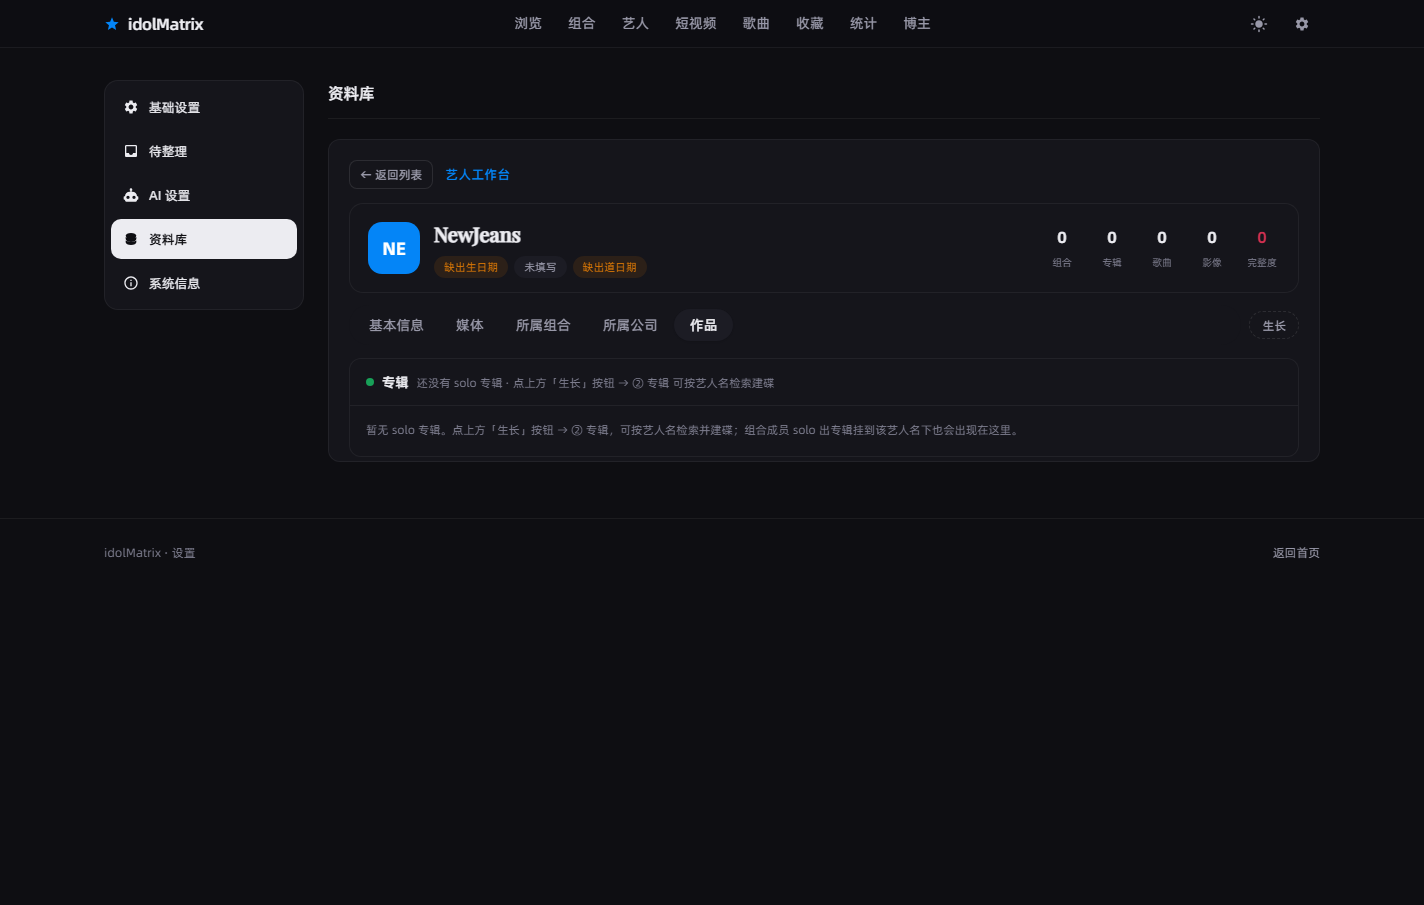 idolMatrix
浏览 组合 艺人 短视频 歌曲 收藏 统计 博主
基础设置
待整理
AI 设置
资料库
系统信息
资料库
← 返回列表 艺人工作台
NE
NewJeans
缺出生日期 未填写 缺出道日期
0 0 0 0 0
组合 专辑 歌曲 影像 完整度
基本信息 媒体 所属组合 所属公司 作品 生长
专辑 还没有 solo 专辑 · 点上方「生长」按钮 → ② 专辑 可按艺人名检索建碟
暂无 solo 专辑。点上方「生长」按钮 → ② 专辑，可按艺人名检索并建碟；组合成员 solo 出专辑挂到该艺人名下也会出现在这里。
idolMatrix · 设置 返回首页